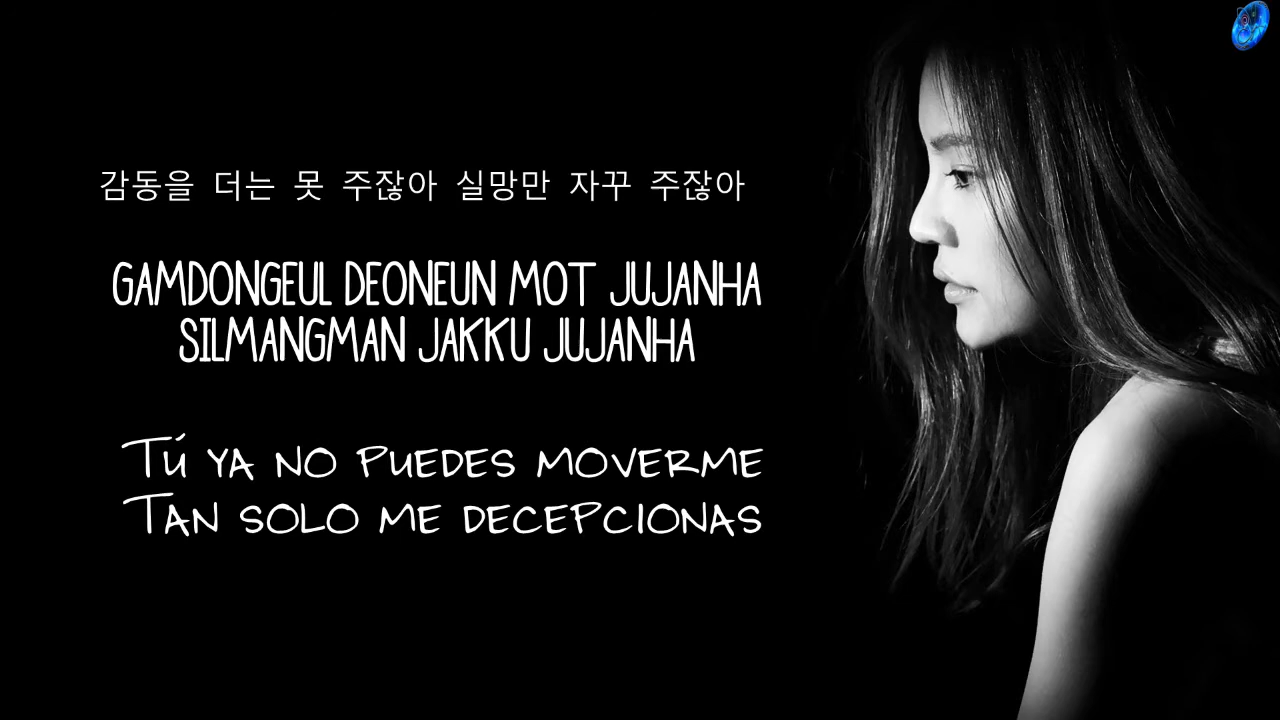 감동을 더는 못 주잖아 실망만 자꾸 주잖아
GAMDONGEUL DEONEUN MOT JUJANHA
SILMANGMAN JAKKU JUJANHA
Tú ya no puedes moverme
Tan solo me decepcionas